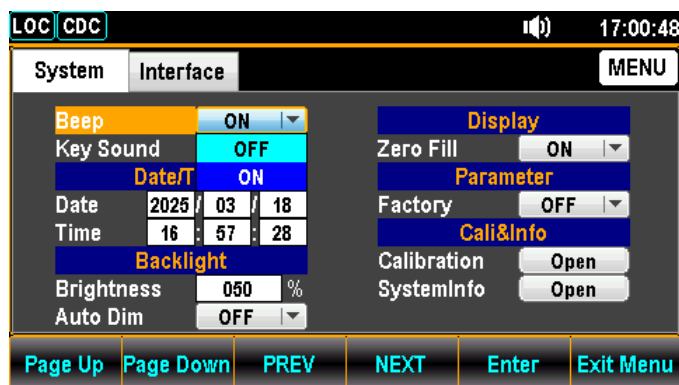 LOC CDC 17:00:48
System Interface MENU
Beep ON
Key Sound OFF
Date/T ON
Date 2025 / 03 / 18
Time 16 : 57 : 28
Backlight
Brightness 050 %
Auto Dim OFF
Display
Zero Fill ON
Parameter
Factory OFF
Cali&Info
Calibration Open
SystemInfo Open
Page Up Page Down PREV NEXT Enter Exit Menu